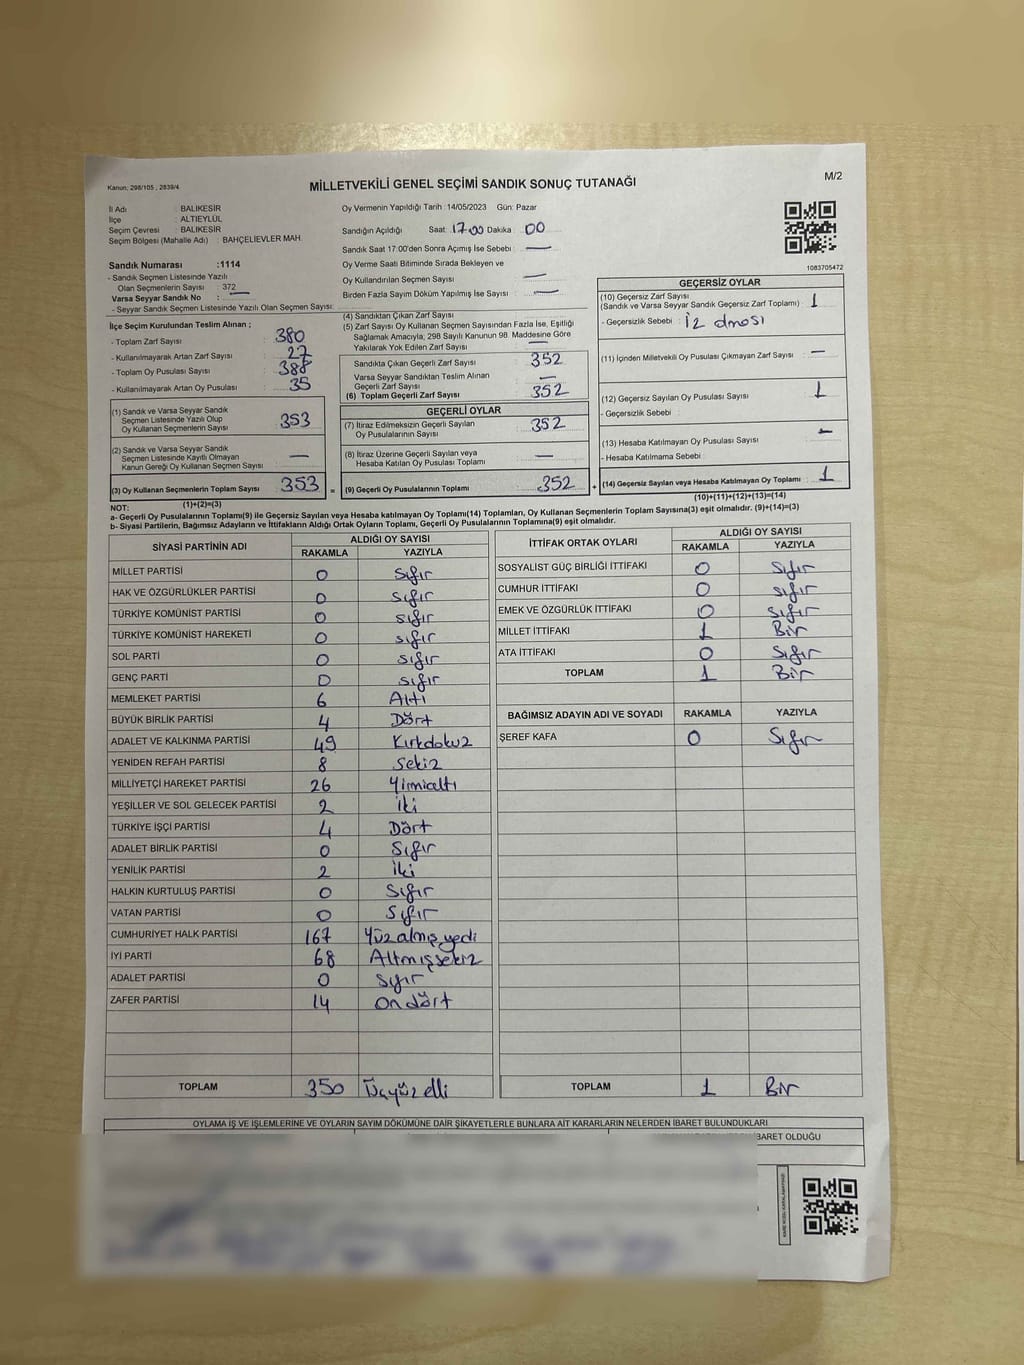 Kanun; 298/105 , 2839/4
MİLLETVEKİLİ GENEL SEÇİMİ SANDIK SONUÇ TUTANAĞI
M/2
İl Adı : BALIKESİR
İlçe : ALTIEYLÜL
Seçim Çevresi : BALIKESİR
Seçim Bölgesi (Mahalle Adı) : BAHÇELİEVLER MAH.
Sandık Numarası :1114
- Sandık Seçmen Listesinde Yazılı
Olan Seçmenlerin Sayısı : 372
Varsa Seyyar Sandık No : —
- Seyyar Sandık Seçmen Listesinde Yazılı Olan Seçmen Sayısı:
Oy Vermenin Yapıldığı Tarih :14/05/2023 Gün: Pazar
Sandığın Açıldığı Saat: 17.00 Dakika : 00
Sandık Saat 17:00'den Sonra Açımış İse Sebebi : —
Oy Verme Saati Bitiminde Sırada Bekleyen ve
Oy Kullandırılan Seçmen Sayısı : —
Birden Fazla Sayım Döküm Yapılmış İse Sayısı : —
1083705472
İlçe Seçim Kurulundan Teslim Alınan ;
- Toplam Zarf Sayısı : 380
- Kullanılmayarak Artan Zarf Sayısı : 27
- Toplam Oy Pusulası Sayısı : 388
- Kullanılmayarak Artan Oy Pusulası : 35
(4) Sandıktan Çıkan Zarf Sayısı :
(5) Zarf Sayısı Oy Kullanan Seçmen Sayısından Fazla İse, Eşitliği
Sağlamak Amacıyla; 298 Sayılı Kanunun 98. Maddesine Göre
Yakılarak Yok Edilen Zarf Sayısı : —
Sandıkta Çıkan Geçerli Zarf Sayısı : 352
Varsa Seyyar Sandıktan Teslim Alınan
Geçerli Zarf Sayısı : —
(6) Toplam Geçerli Zarf Sayısı : 352
GEÇERSİZ OYLAR
(10) Geçersiz Zarf Sayısı
(Sandık ve Varsa Seyyar Sandık Geçersiz Zarf Toplamı) : 1
- Geçersizlik Sebebi : İz olması
(11) İçinden Milletvekili Oy Pusulası Çıkmayan Zarf Sayısı : —
(12) Geçersiz Sayılan Oy Pusulası Sayısı : 1
- Geçersizlik Sebebi :
(13) Hesaba Katılmayan Oy Pusulası Sayısı : —
- Hesaba Katılmama Sebebi :
(14) Geçersiz Sayılan veya Hesaba Katılmayan Oy Toplamı : 1
(10)+(11)+(12)+(13)=(14)
(1) Sandık ve Varsa Seyyar Sandık
Seçmen Listesinde Yazılı Olup
Oy Kullanan Seçmenlerin Sayısı : 353
(2) Sandık ve Varsa Seyyar Sandık
Seçmen Listesinde Kayıtlı Olmayan
Kanun Gereği Oy Kullanan Seçmen Sayısı : —
(3) Oy Kullanan Seçmenlerin Toplam Sayısı : 353 =
(1)+(2)=(3)
GEÇERLİ OYLAR
(7) İtiraz Edilmeksizin Geçerli Sayılan
Oy Pusulalarının Sayısı : 352
(8) İtiraz Üzerine Geçerli Sayılan veya
Hesaba Katılan Oy Pusulası Toplamı : —
(9) Geçerli Oy Pusulalarının Toplamı : 352 +
NOT:
a- Geçerli Oy Pusulalarının Toplamı(9) ile Geçersiz Sayılan veya Hesaba katılmayan Oy Toplamı(14) Toplamları, Oy Kullanan Seçmenlerin Toplam Sayısına(3) eşit olmalıdır. (9)+(14)=(3)
b- Siyasi Partilerin, Bağımsız Adayların ve İttifakların Aldığı Ortak Oyların Toplamı, Geçerli Oy Pusulalarının Toplamına(9) eşit olmalıdır.
SİYASİ PARTİNİN ADI ALDIĞI OY SAYISI
RAKAMLA YAZIYLA
MİLLET PARTİSİ 0 Sıfır
HAK VE ÖZGÜRLÜKLER PARTİSİ 0 sıfır
TÜRKİYE KOMÜNİST PARTİSİ 0 sıfır
TÜRKİYE KOMÜNİST HAREKETİ 0 sıfır
SOL PARTİ 0 sıfır
GENÇ PARTİ 0 sıfır
MEMLEKET PARTİSİ 6 Altı
BÜYÜK BİRLİK PARTİSİ 4 Dört
ADALET VE KALKINMA PARTİSİ 49 Kırkdokuz
YENİDEN REFAH PARTİSİ 8 Sekiz
MİLLİYETÇİ HAREKET PARTİSİ 26 Yirmialtı
YEŞİLLER VE SOL GELECEK PARTİSİ 2 iki
TÜRKİYE İŞÇİ PARTİSİ 4 Dört
ADALET BİRLİK PARTİSİ 0 Sıfır
YENİLİK PARTİSİ 2 iki
HALKIN KURTULUŞ PARTİSİ 0 Sıfır
VATAN PARTİSİ 0 Sıfır
CUMHURİYET HALK PARTİSİ 167 Yüzalmışyedi
İYİ PARTİ 68 Altmışsekiz
ADALET PARTİSİ 0 sıfır
ZAFER PARTİSİ 14 ondört
TOPLAM 350 Üçyüzelli
İTTİFAK ORTAK OYLARI ALDIĞI OY SAYISI
RAKAMLA YAZIYLA
SOSYALİST GÜÇ BİRLİĞİ İTTİFAKI 0 Sıfır
CUMHUR İTTİFAKI 0 sıfır
EMEK VE ÖZGÜRLÜK İTTİFAKI 0 sıfır
MİLLET İTTİFAKI 1 Bir
ATA İTTİFAKI 0 Sıfır
TOPLAM 1 Bir
BAĞIMSIZ ADAYIN ADI VE SOYADI RAKAMLA YAZIYLA
ŞEREF KAFA 0 Sıfır
TOPLAM 1 Bir
OYLAMA İŞ VE İŞLEMLERİNE VE OYLARIN SAYIM DÖKÜMÜNE DAİR ŞİKAYETLERLE BUNLARA AİT KARARLARIN NELERDEN İBARET BULUNDUKLARI
İBARET OLDUĞU